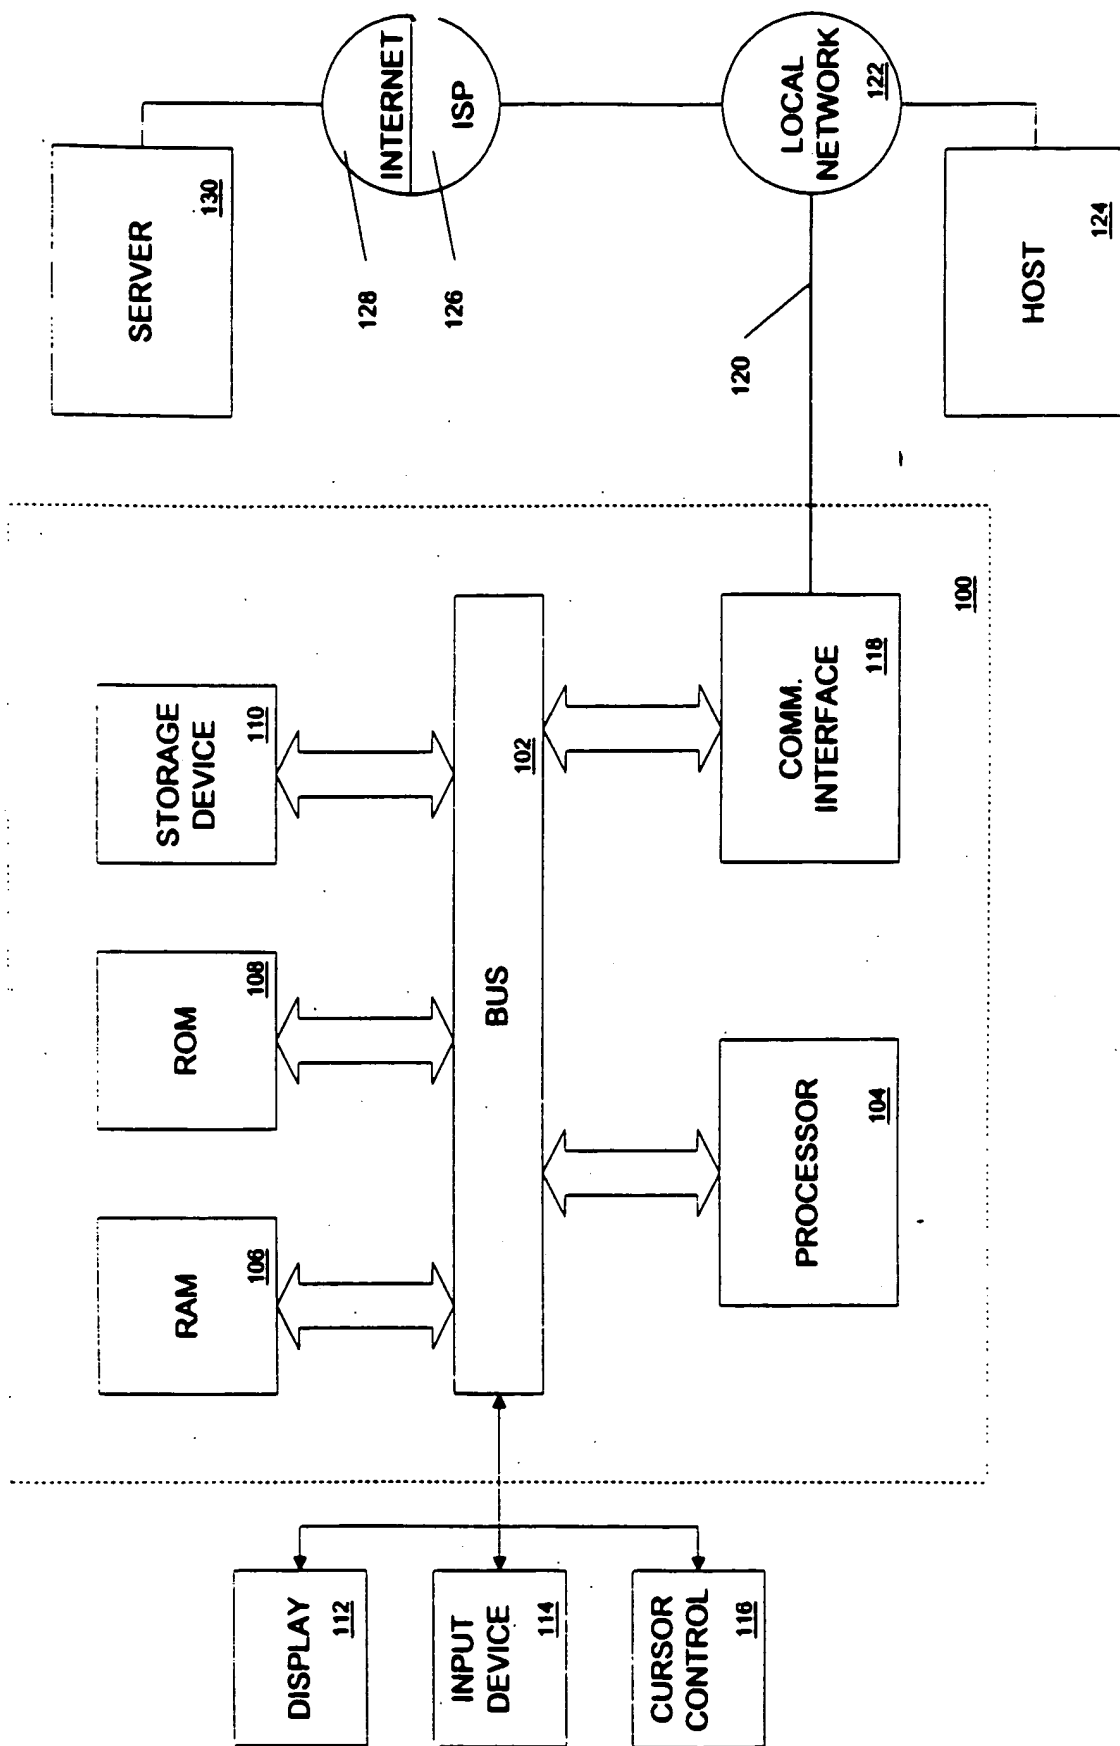 DISPLAY
112
INPUT
DEVICE
114
CURSOR
CONTROL
116
RAM
106
ROM
108
STORAGE
DEVICE
110
BUS
102
PROCESSOR
104
COMM.
INTERFACE
118
100
SERVER
130
128
126
INTERNET
ISP
120
LOCAL
NETWORK
122
HOST
124